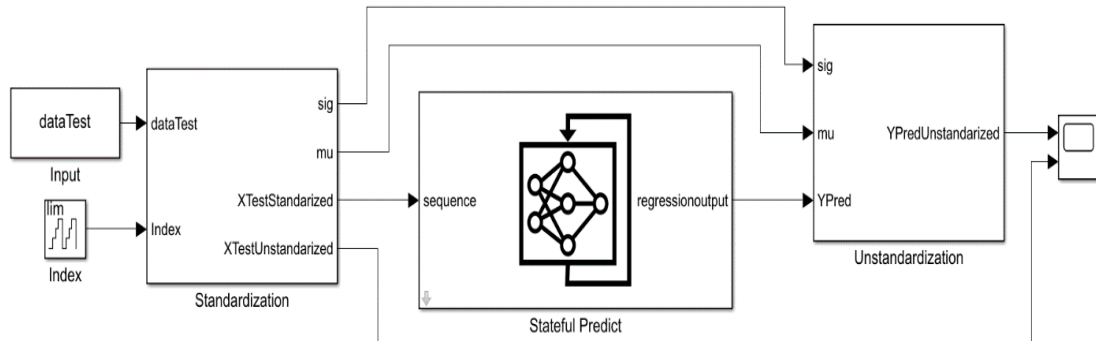 dataTest
Input
lim
Index
dataTest
Index
sig
mu
XTestStandarized
XTestUnstandarized
Standardization
sequence
regressionoutput
Stateful Predict
sig
mu
YPred
YPredUnstandarized
Unstandardization